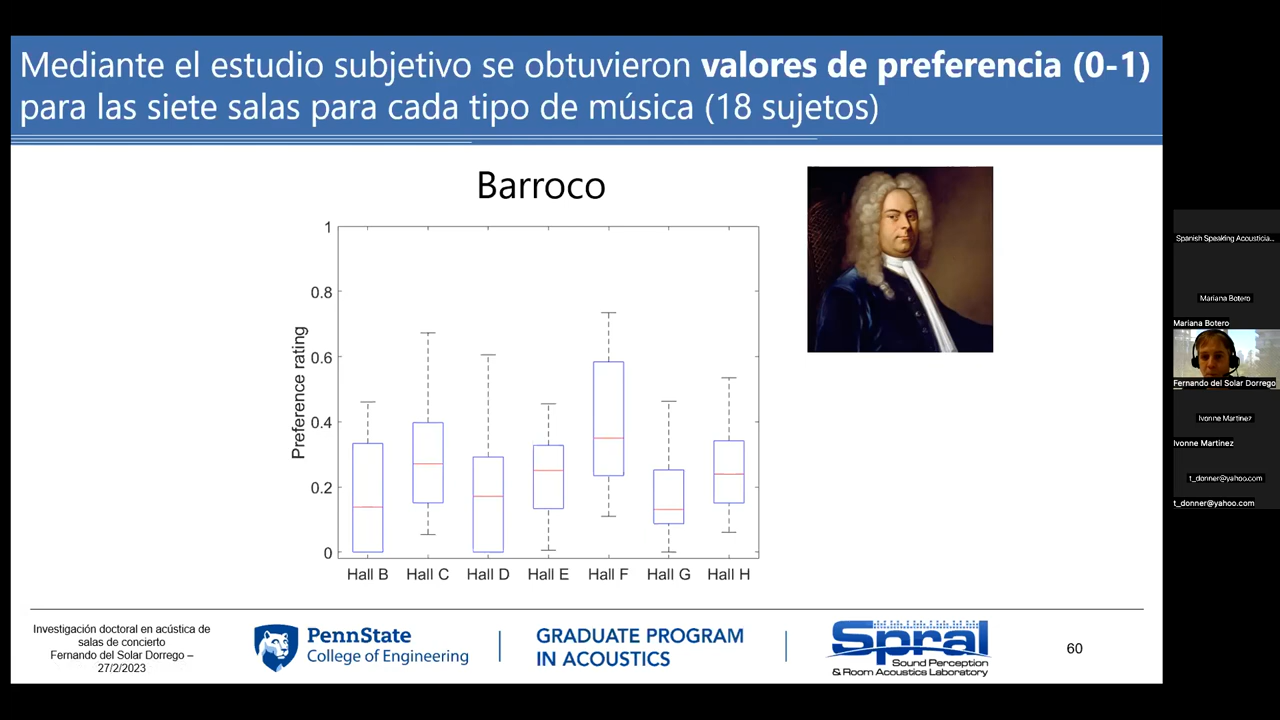 Mediante el estudio subjetivo se obtuvieron valores de preferencia (0-1)
para las siete salas para cada tipo de música (18 sujetos)
Barroco
1
0.8
0.6
0.4
0.2
0
Preference rating
Hall B Hall C Hall D Hall E Hall F Hall G Hall H
Investigación doctoral en acústica de
salas de concierto
Fernando del Solar Dorrego –
27/2/2023
PennState
College of Engineering
GRADUATE PROGRAM
IN ACOUSTICS
Spral
Sound Perception
& Room Acoustics Laboratory
60
Spanish Speaking Acousticia...
Mariana Botero
Mariana Botero
Fernando del Solar Dorrego
Ivonne Martinez
Ivonne Martinez
t_donner@yahoo.com
t_donner@yahoo.com